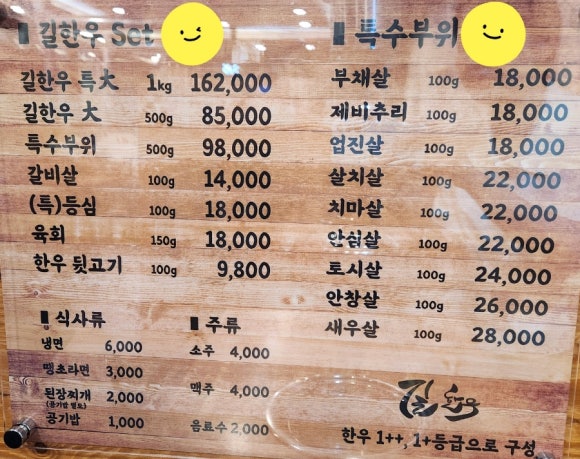 길한우 Set
길한우 특大 1kg 162,000
길한우 大 500g 85,000
특수부위 500g 98,000
갈비살 100g 14,000
(특)등심 100g 18,000
육회 150g 18,000
한우 뒷고기 100g 9,800
특수부위
부채살 100g 18,000
제비추리 100g 18,000
업진살 100g 18,000
살치살 100g 22,000
치마살 100g 22,000
안심살 100g 22,000
토시살 100g 24,000
안창살 100g 26,000
새우살 100g 28,000
식사류
냉면 6,000
땡초라면 3,000
된장찌개 2,000
(공기밥 별도)
공기밥 1,000
주류
소주 4,000
맥주 4,000
음료수 2,000
길 한우
한우 1++, 1+등급으로 구성